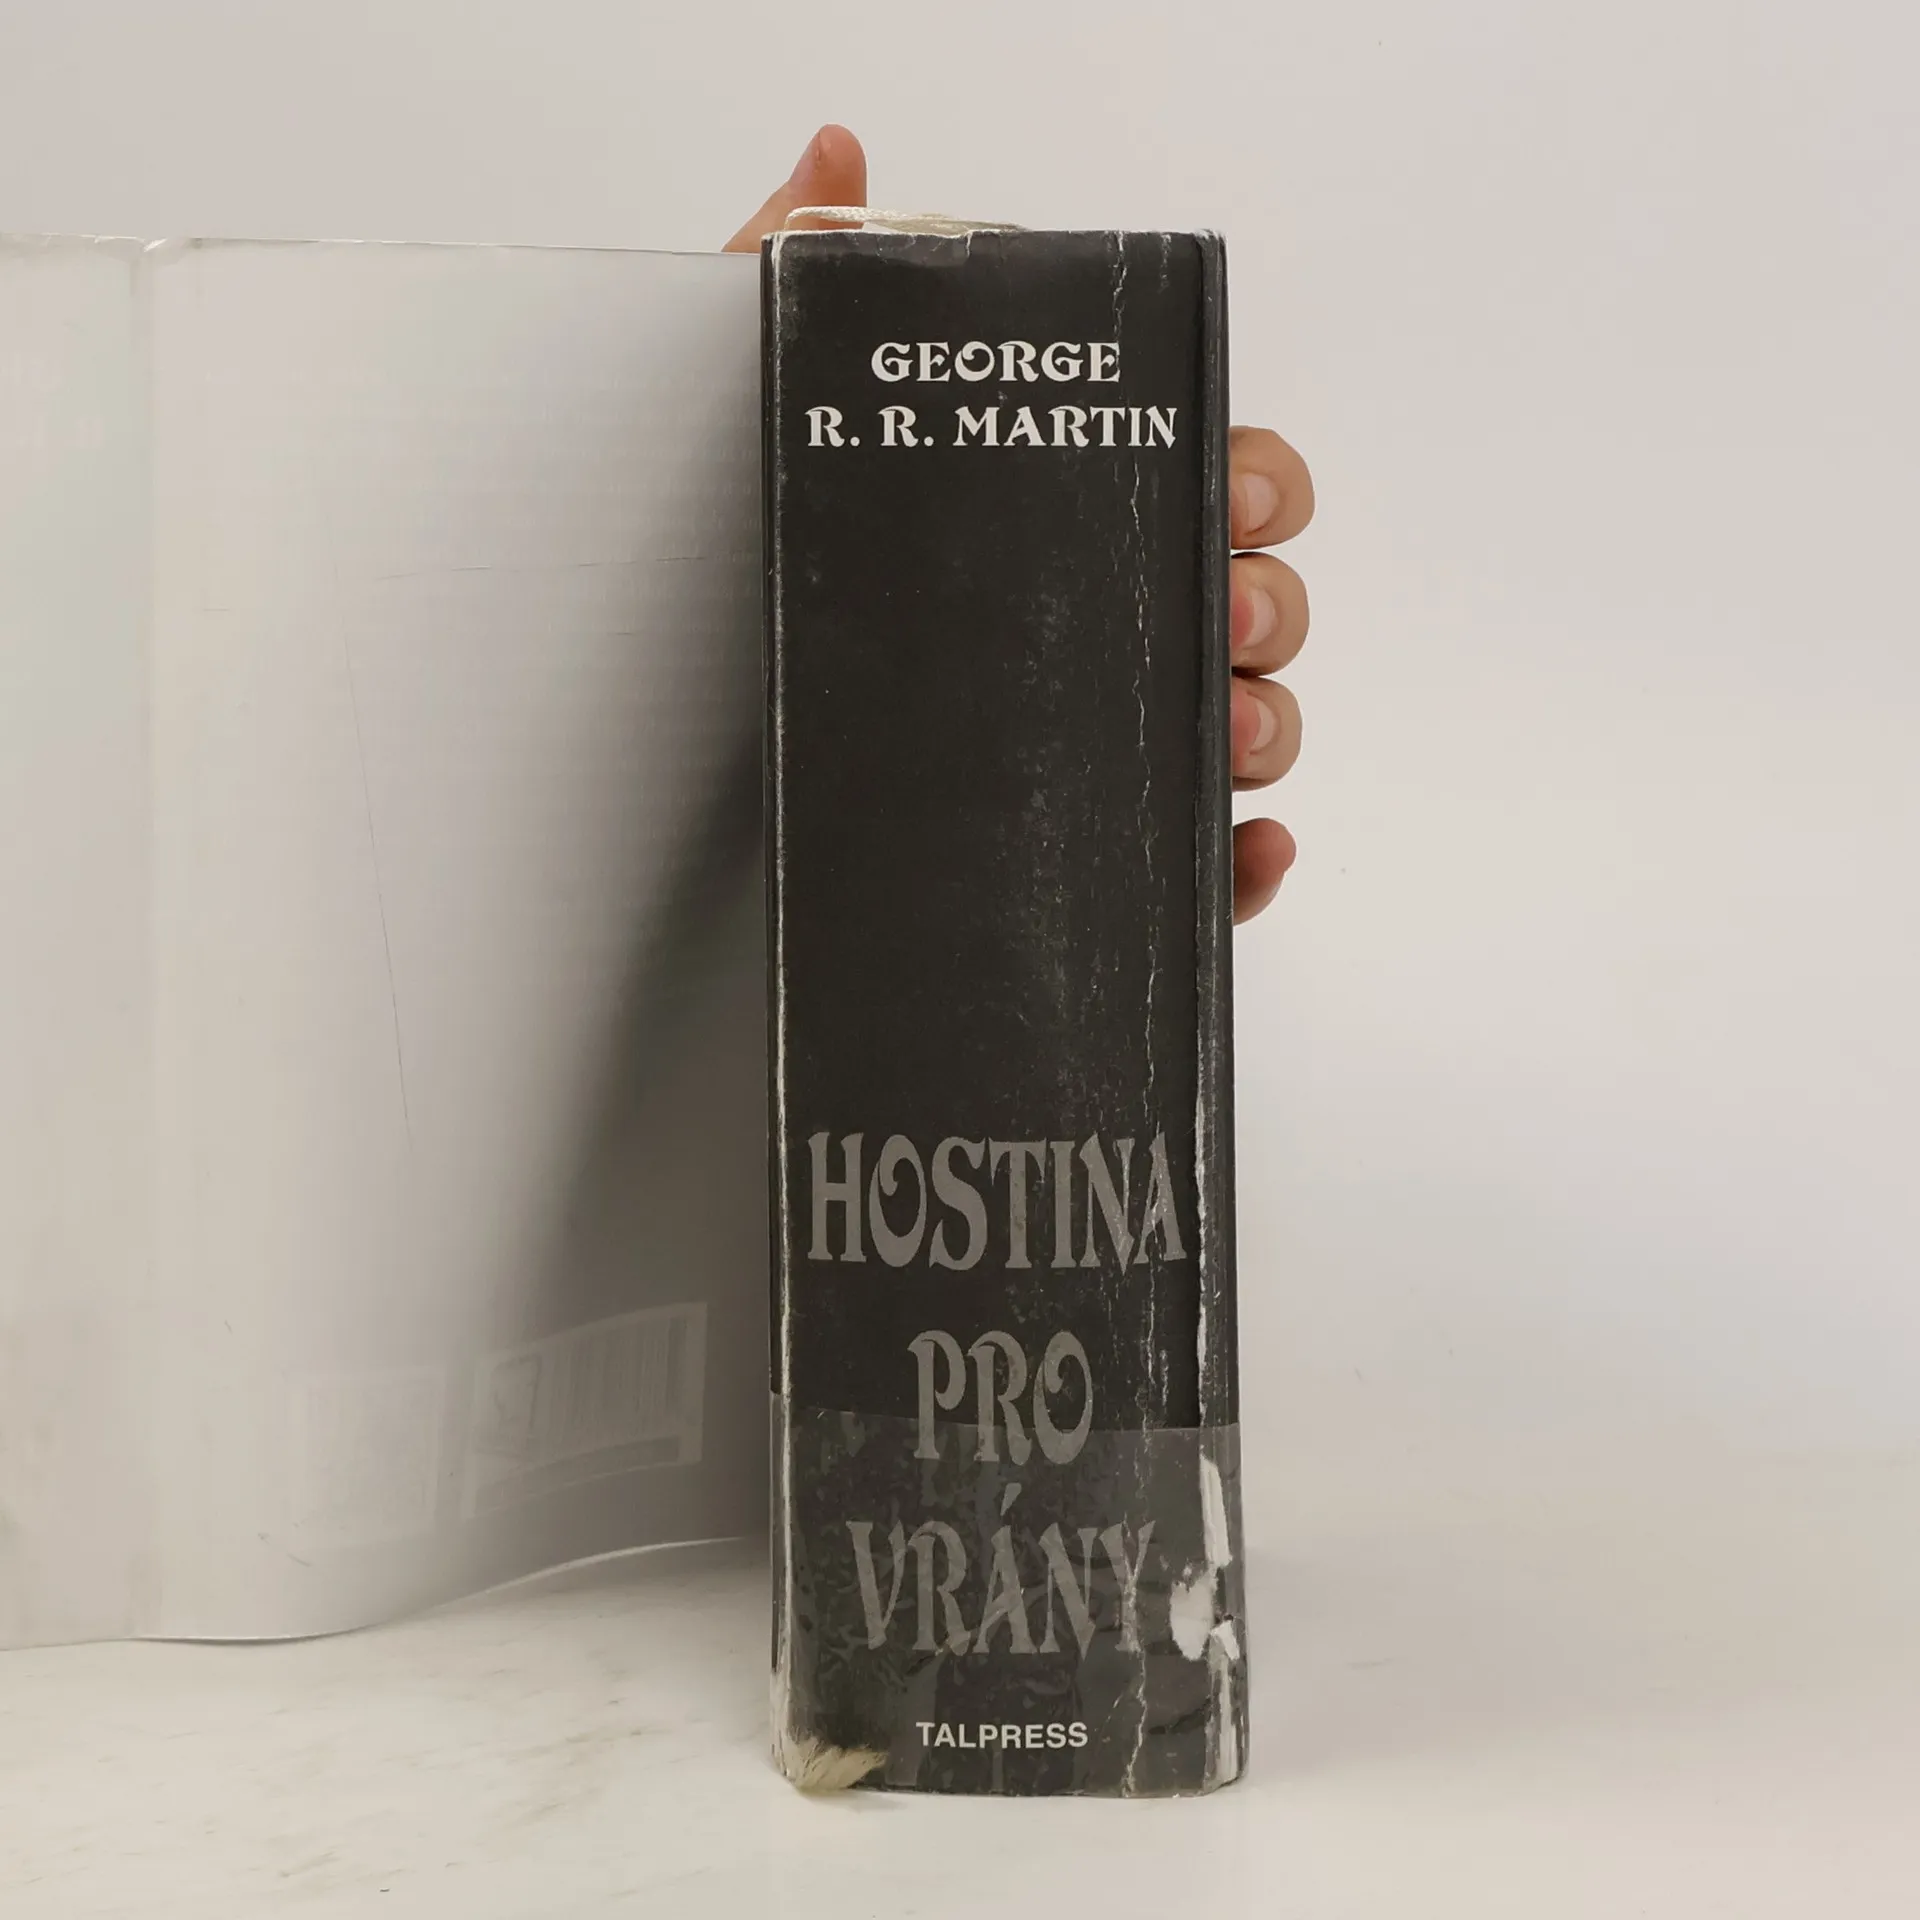 GEORGE
R. R. MARTIN
HOSTINA
PRO
VRÁNY
TALPRESS